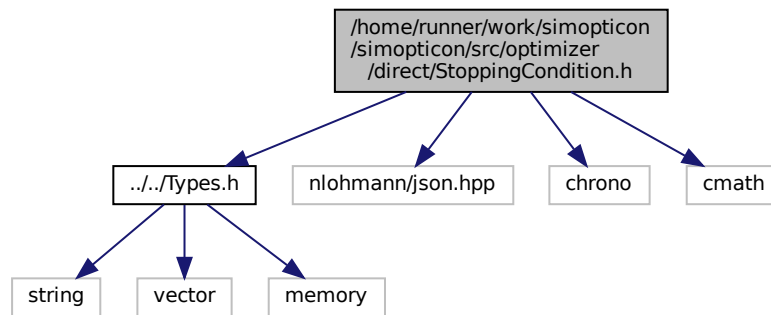 /home/runner/work/simopticon
/simopticon/src/optimizer
/direct/StoppingCondition.h
../../Types.h
nlohmann/json.hpp
chrono
cmath
string
vector
memory